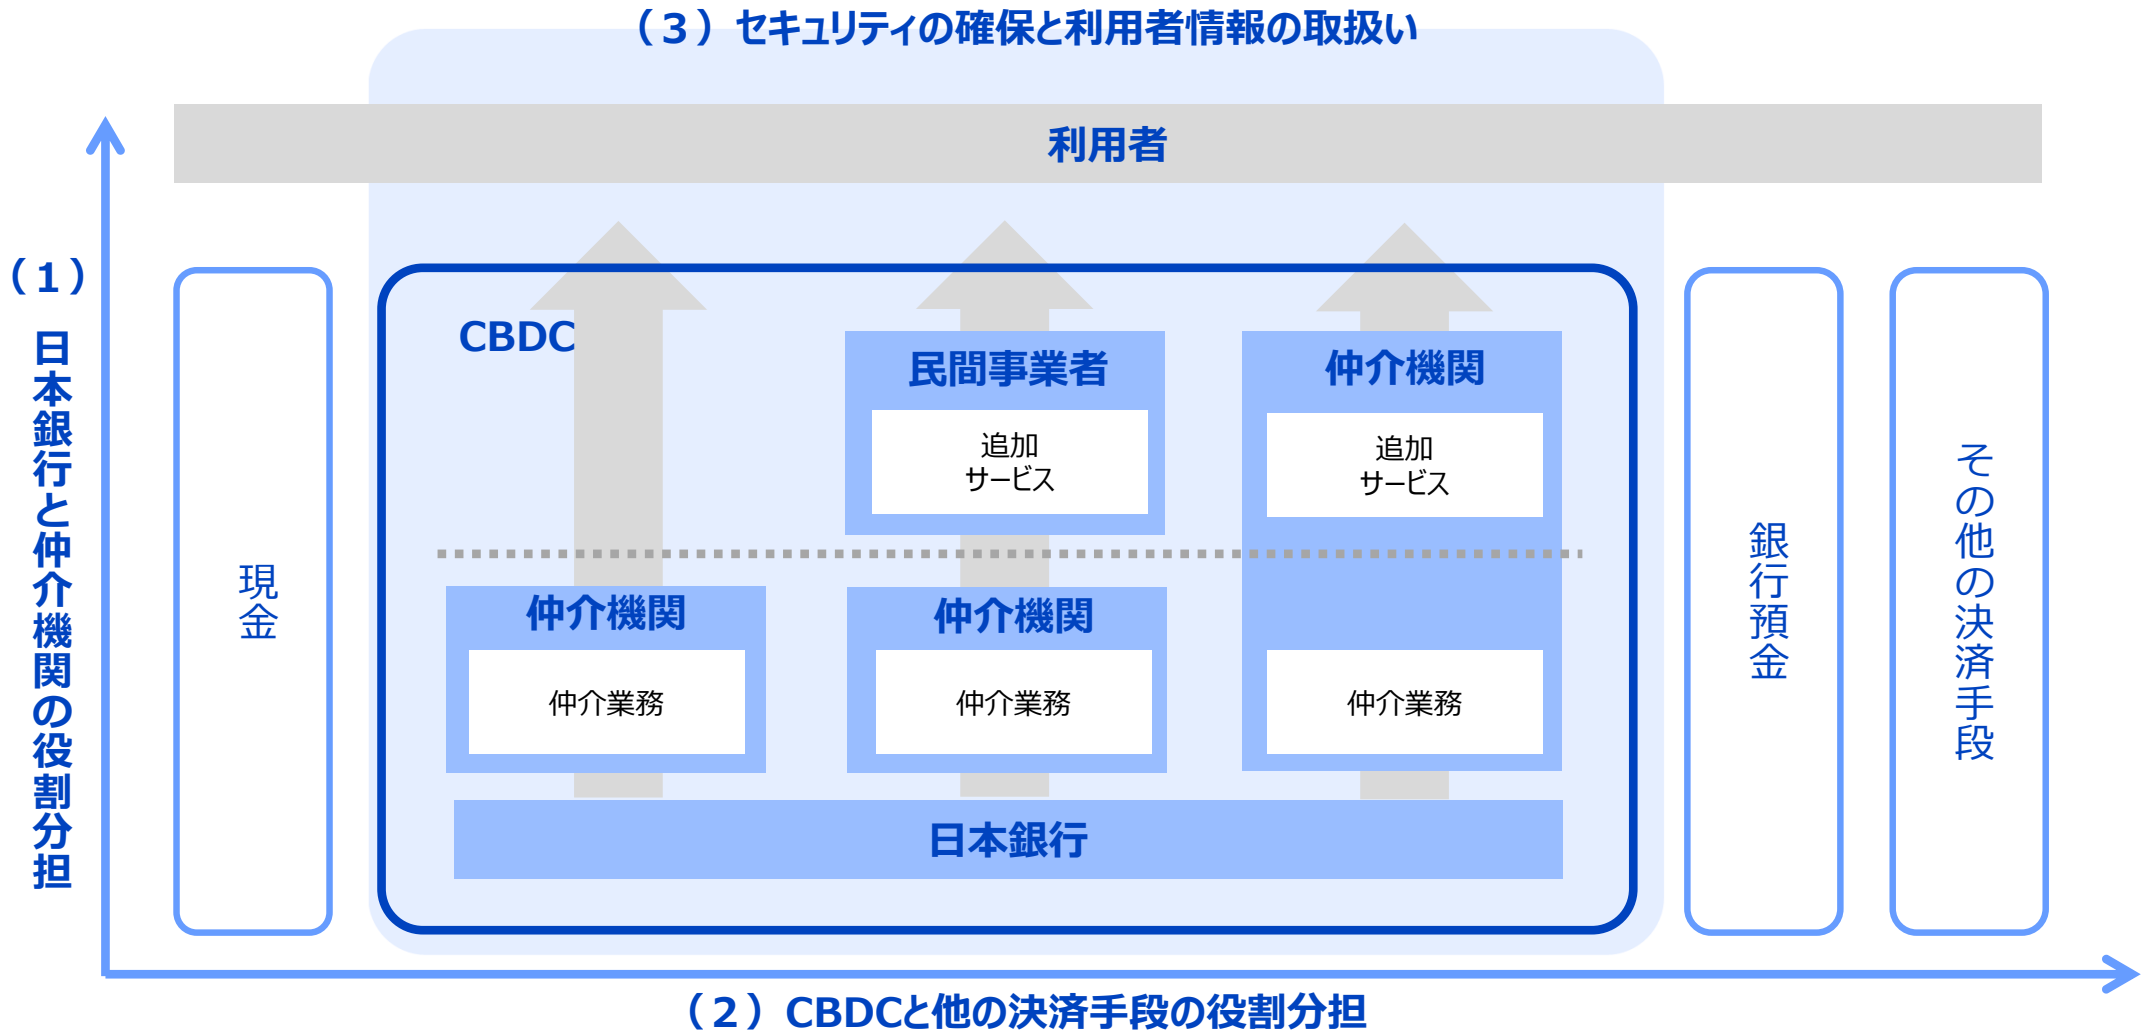 （３）セキュリティの確保と利用者情報の取扱い
利用者
（１）
日本銀行と仲介機関の役割分担
現金
CBDC
民間事業者
追加
サービス
仲介機関
追加
サービス
仲介機関
仲介業務
仲介機関
仲介業務
仲介業務
日本銀行
銀行預金
その他の決済手段
（２）CBDCと他の決済手段の役割分担